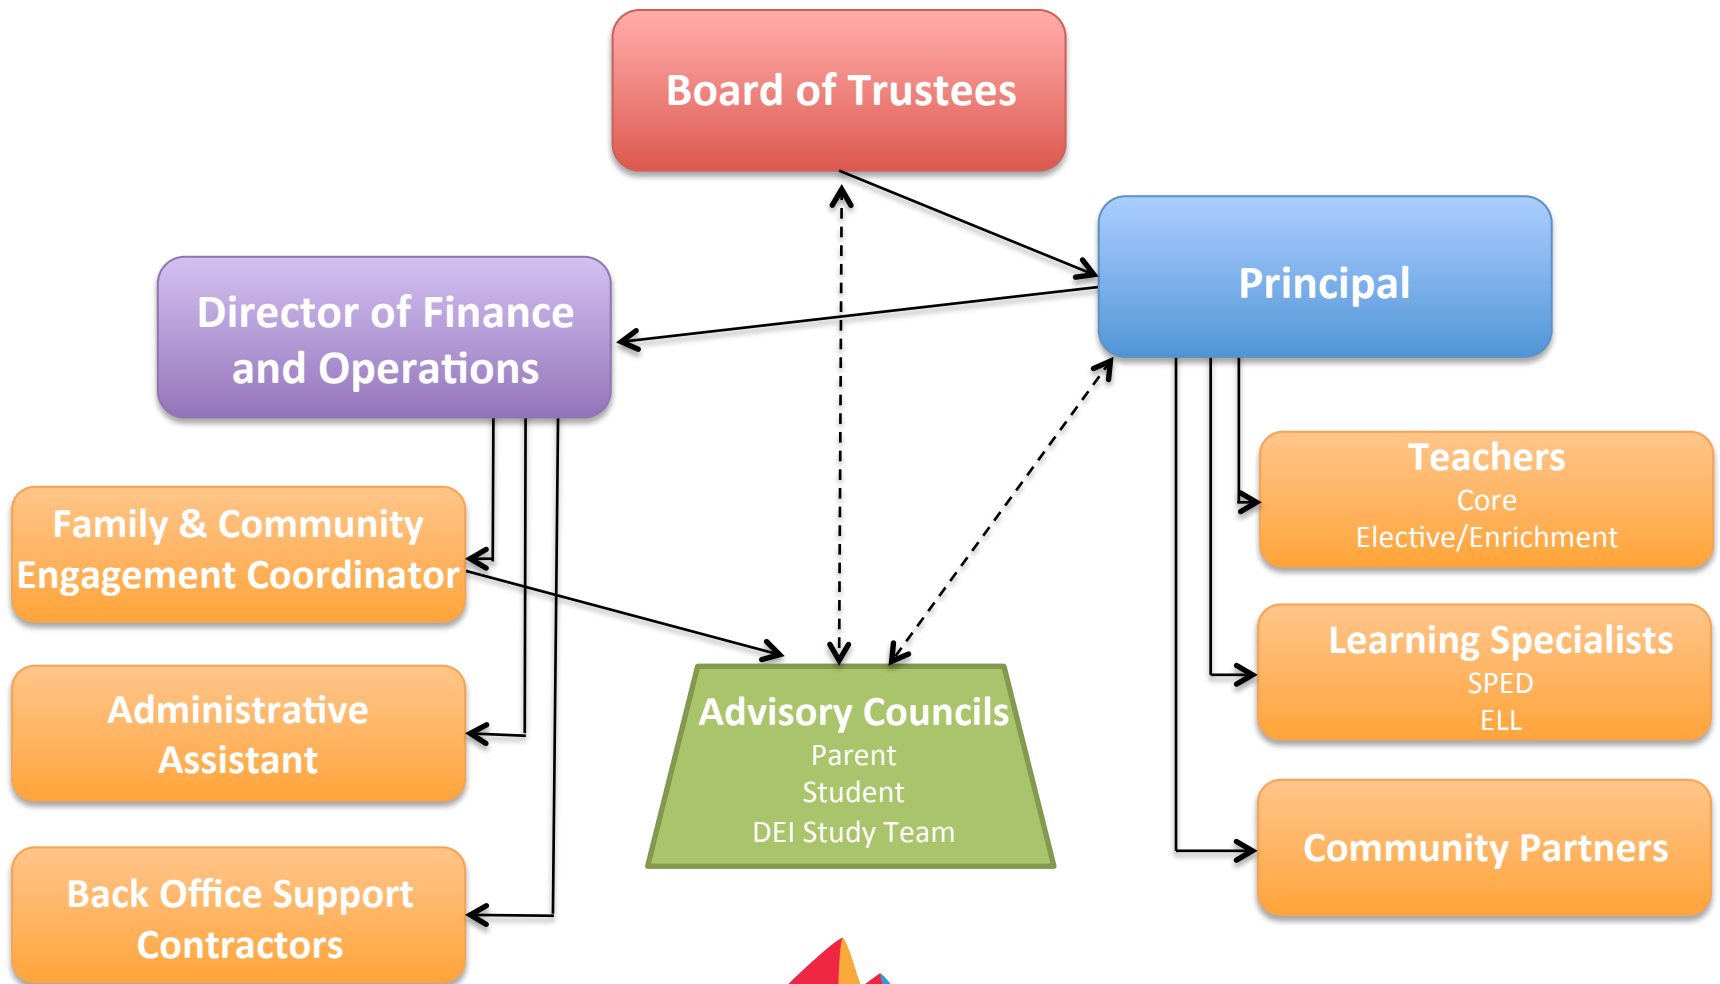 Board of Trustees
Principal
Director of Finance
and Operations
Teachers
Core
Elective/Enrichment
Family & Community
Engagement Coordinator
Learning Specialists
SPED
ELL
Administrative
Assistant
Advisory Councils
Parent
Student
DEI Study Team
Community Partners
Back Office Support
Contractors